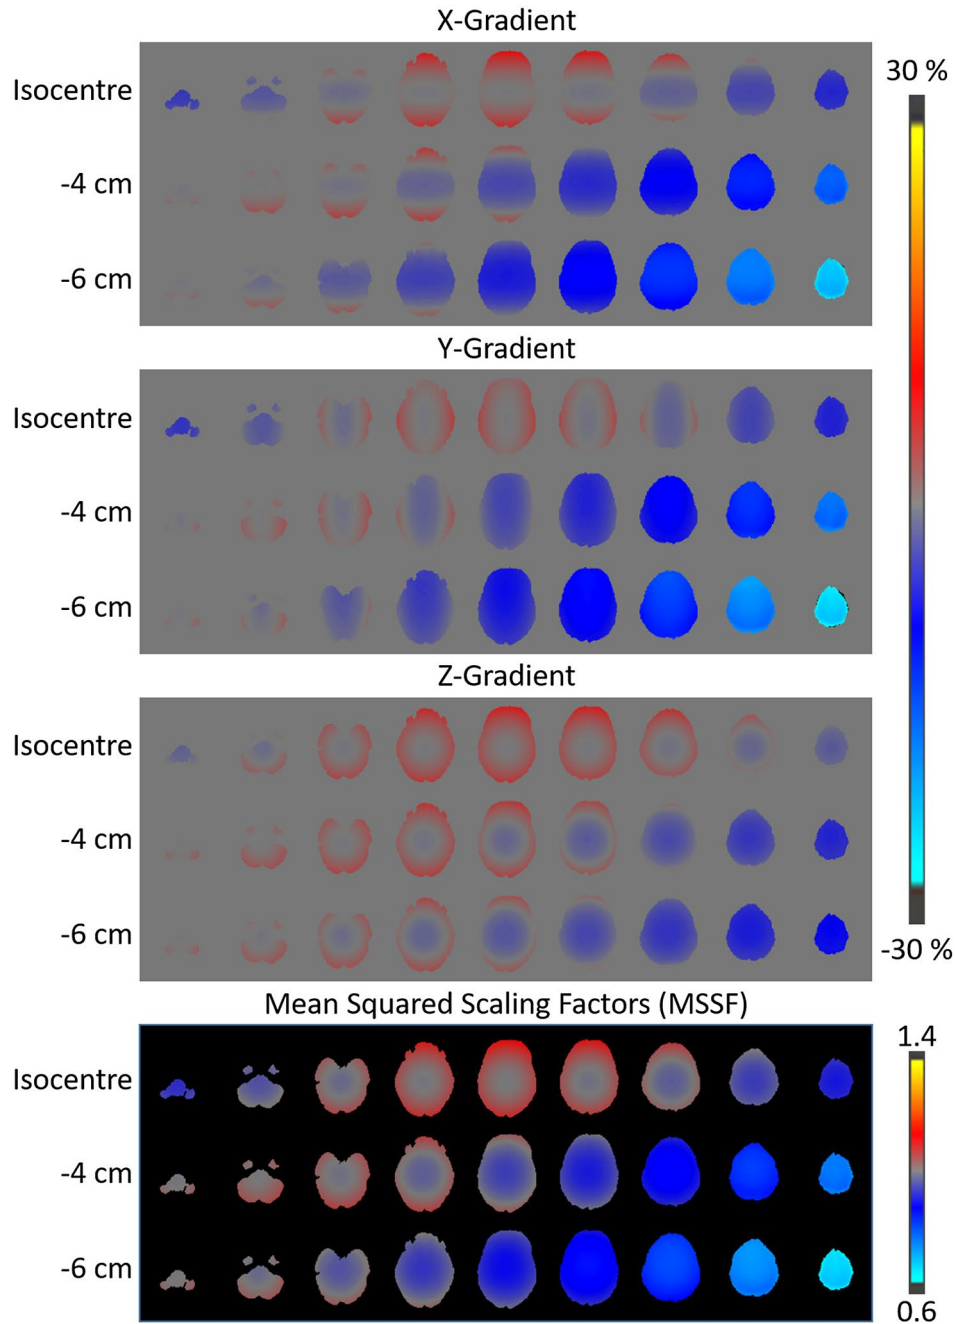 X-Gradient
30 %
Isocentre
-4 cm
-6 cm
Y-Gradient
Isocentre
-4 cm
-6 cm
Z-Gradient
Isocentre
-4 cm
-6 cm
-30 %
Mean Squared Scaling Factors (MSSF)
1.4
Isocentre
-4 cm
-6 cm
0.6